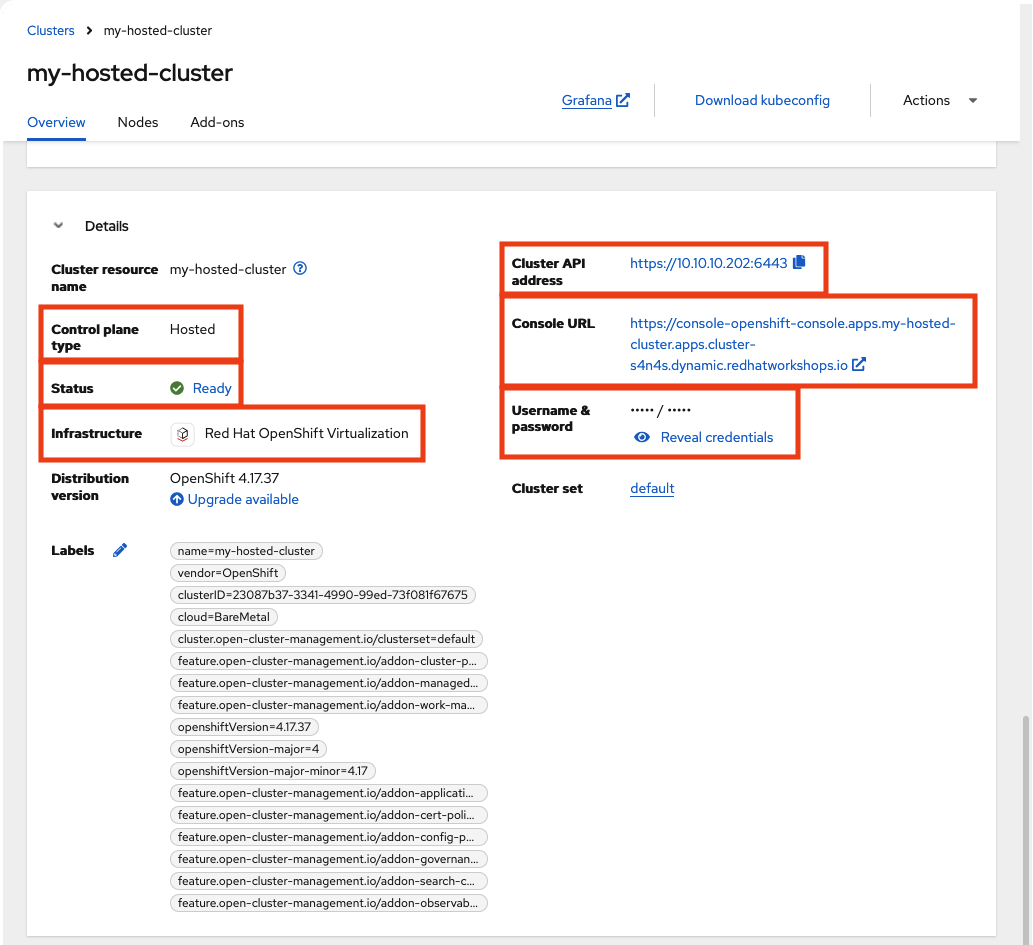 Clusters > my-hosted-cluster
my-hosted-cluster
Grafana
Download kubeconfig
Actions
Overview
Nodes
Add-ons
Details
Cluster resource name
my-hosted-cluster
Control plane type
Hosted
Status
Ready
Infrastructure
Red Hat OpenShift Virtualization
Distribution version
OpenShift 4.17.37
Upgrade available
Labels
name=my-hosted-cluster
vendor=OpenShift
clusterID=23087b37-3341-4990-99ed-73f081f67675
cloud=BareMetal
cluster.open-cluster-management.io/clusterset=default
feature.open-cluster-management.io/addon-cluster-p...
feature.open-cluster-management.io/addon-managed...
feature.open-cluster-management.io/addon-work-ma...
openshiftVersion=4.17.37
openshiftVersion-major=4
openshiftVersion-major-minor=4.17
feature.open-cluster-management.io/addon-applicati...
feature.open-cluster-management.io/addon-cert-poli...
feature.open-cluster-management.io/addon-config-p...
feature.open-cluster-management.io/addon-governan...
feature.open-cluster-management.io/addon-search-c...
feature.open-cluster-management.io/addon-observab...
Cluster API address
https://10.10.10.202:6443
Console URL
https://console-openshift-console.apps.my-hosted-
cluster.apps.cluster-
s4n4s.dynamic.redhatworkshops.io
Username & password
••••• / •••••
Reveal credentials
Cluster set
default